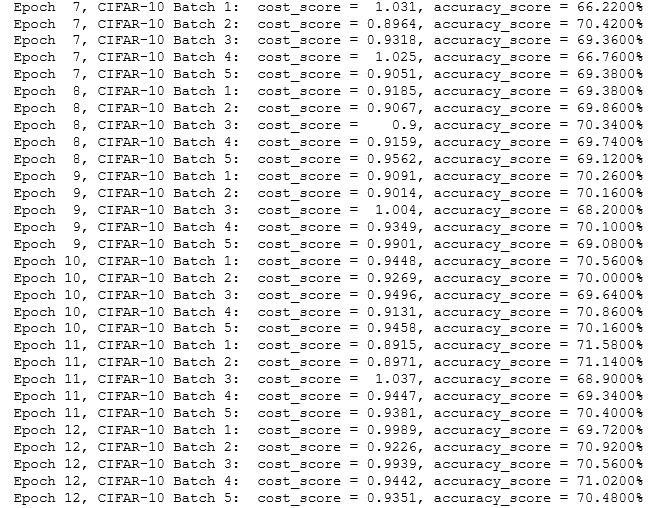 Epoch  7, CIFAR-10 Batch 1:  cost_score =  1.031, accuracy_score = 66.2200%
Epoch  7, CIFAR-10 Batch 2:  cost_score = 0.8964, accuracy_score = 70.4200%
Epoch  7, CIFAR-10 Batch 3:  cost_score = 0.9318, accuracy_score = 69.3600%
Epoch  7, CIFAR-10 Batch 4:  cost_score =  1.025, accuracy_score = 66.7600%
Epoch  7, CIFAR-10 Batch 5:  cost_score = 0.9051, accuracy_score = 69.3800%
Epoch  8, CIFAR-10 Batch 1:  cost_score = 0.9185, accuracy_score = 69.3800%
Epoch  8, CIFAR-10 Batch 2:  cost_score = 0.9067, accuracy_score = 69.8600%
Epoch  8, CIFAR-10 Batch 3:  cost_score =    0.9, accuracy_score = 70.3400%
Epoch  8, CIFAR-10 Batch 4:  cost_score = 0.9159, accuracy_score = 69.7400%
Epoch  8, CIFAR-10 Batch 5:  cost_score = 0.9562, accuracy_score = 69.1200%
Epoch  9, CIFAR-10 Batch 1:  cost_score = 0.9091, accuracy_score = 70.2600%
Epoch  9, CIFAR-10 Batch 2:  cost_score = 0.9014, accuracy_score = 70.1600%
Epoch  9, CIFAR-10 Batch 3:  cost_score =  1.004, accuracy_score = 68.2000%
Epoch  9, CIFAR-10 Batch 4:  cost_score = 0.9349, accuracy_score = 70.1000%
Epoch  9, CIFAR-10 Batch 5:  cost_score = 0.9901, accuracy_score = 69.0800%
Epoch 10, CIFAR-10 Batch 1:  cost_score = 0.9448, accuracy_score = 70.5600%
Epoch 10, CIFAR-10 Batch 2:  cost_score = 0.9269, accuracy_score = 70.0000%
Epoch 10, CIFAR-10 Batch 3:  cost_score = 0.9496, accuracy_score = 69.6400%
Epoch 10, CIFAR-10 Batch 4:  cost_score = 0.9131, accuracy_score = 70.8600%
Epoch 10, CIFAR-10 Batch 5:  cost_score = 0.9458, accuracy_score = 70.1600%
Epoch 11, CIFAR-10 Batch 1:  cost_score = 0.8915, accuracy_score = 71.5800%
Epoch 11, CIFAR-10 Batch 2:  cost_score = 0.8971, accuracy_score = 71.1400%
Epoch 11, CIFAR-10 Batch 3:  cost_score =  1.037, accuracy_score = 68.9000%
Epoch 11, CIFAR-10 Batch 4:  cost_score = 0.9447, accuracy_score = 69.3400%
Epoch 11, CIFAR-10 Batch 5:  cost_score = 0.9381, accuracy_score = 70.4000%
Epoch 12, CIFAR-10 Batch 1:  cost_score = 0.9989, accuracy_score = 69.7200%
Epoch 12, CIFAR-10 Batch 2:  cost_score = 0.9226, accuracy_score = 70.9200%
Epoch 12, CIFAR-10 Batch 3:  cost_score = 0.9939, accuracy_score = 70.5600%
Epoch 12, CIFAR-10 Batch 4:  cost_score = 0.9442, accuracy_score = 71.0200%
Epoch 12, CIFAR-10 Batch 5:  cost_score = 0.9351, accuracy_score = 70.4800%